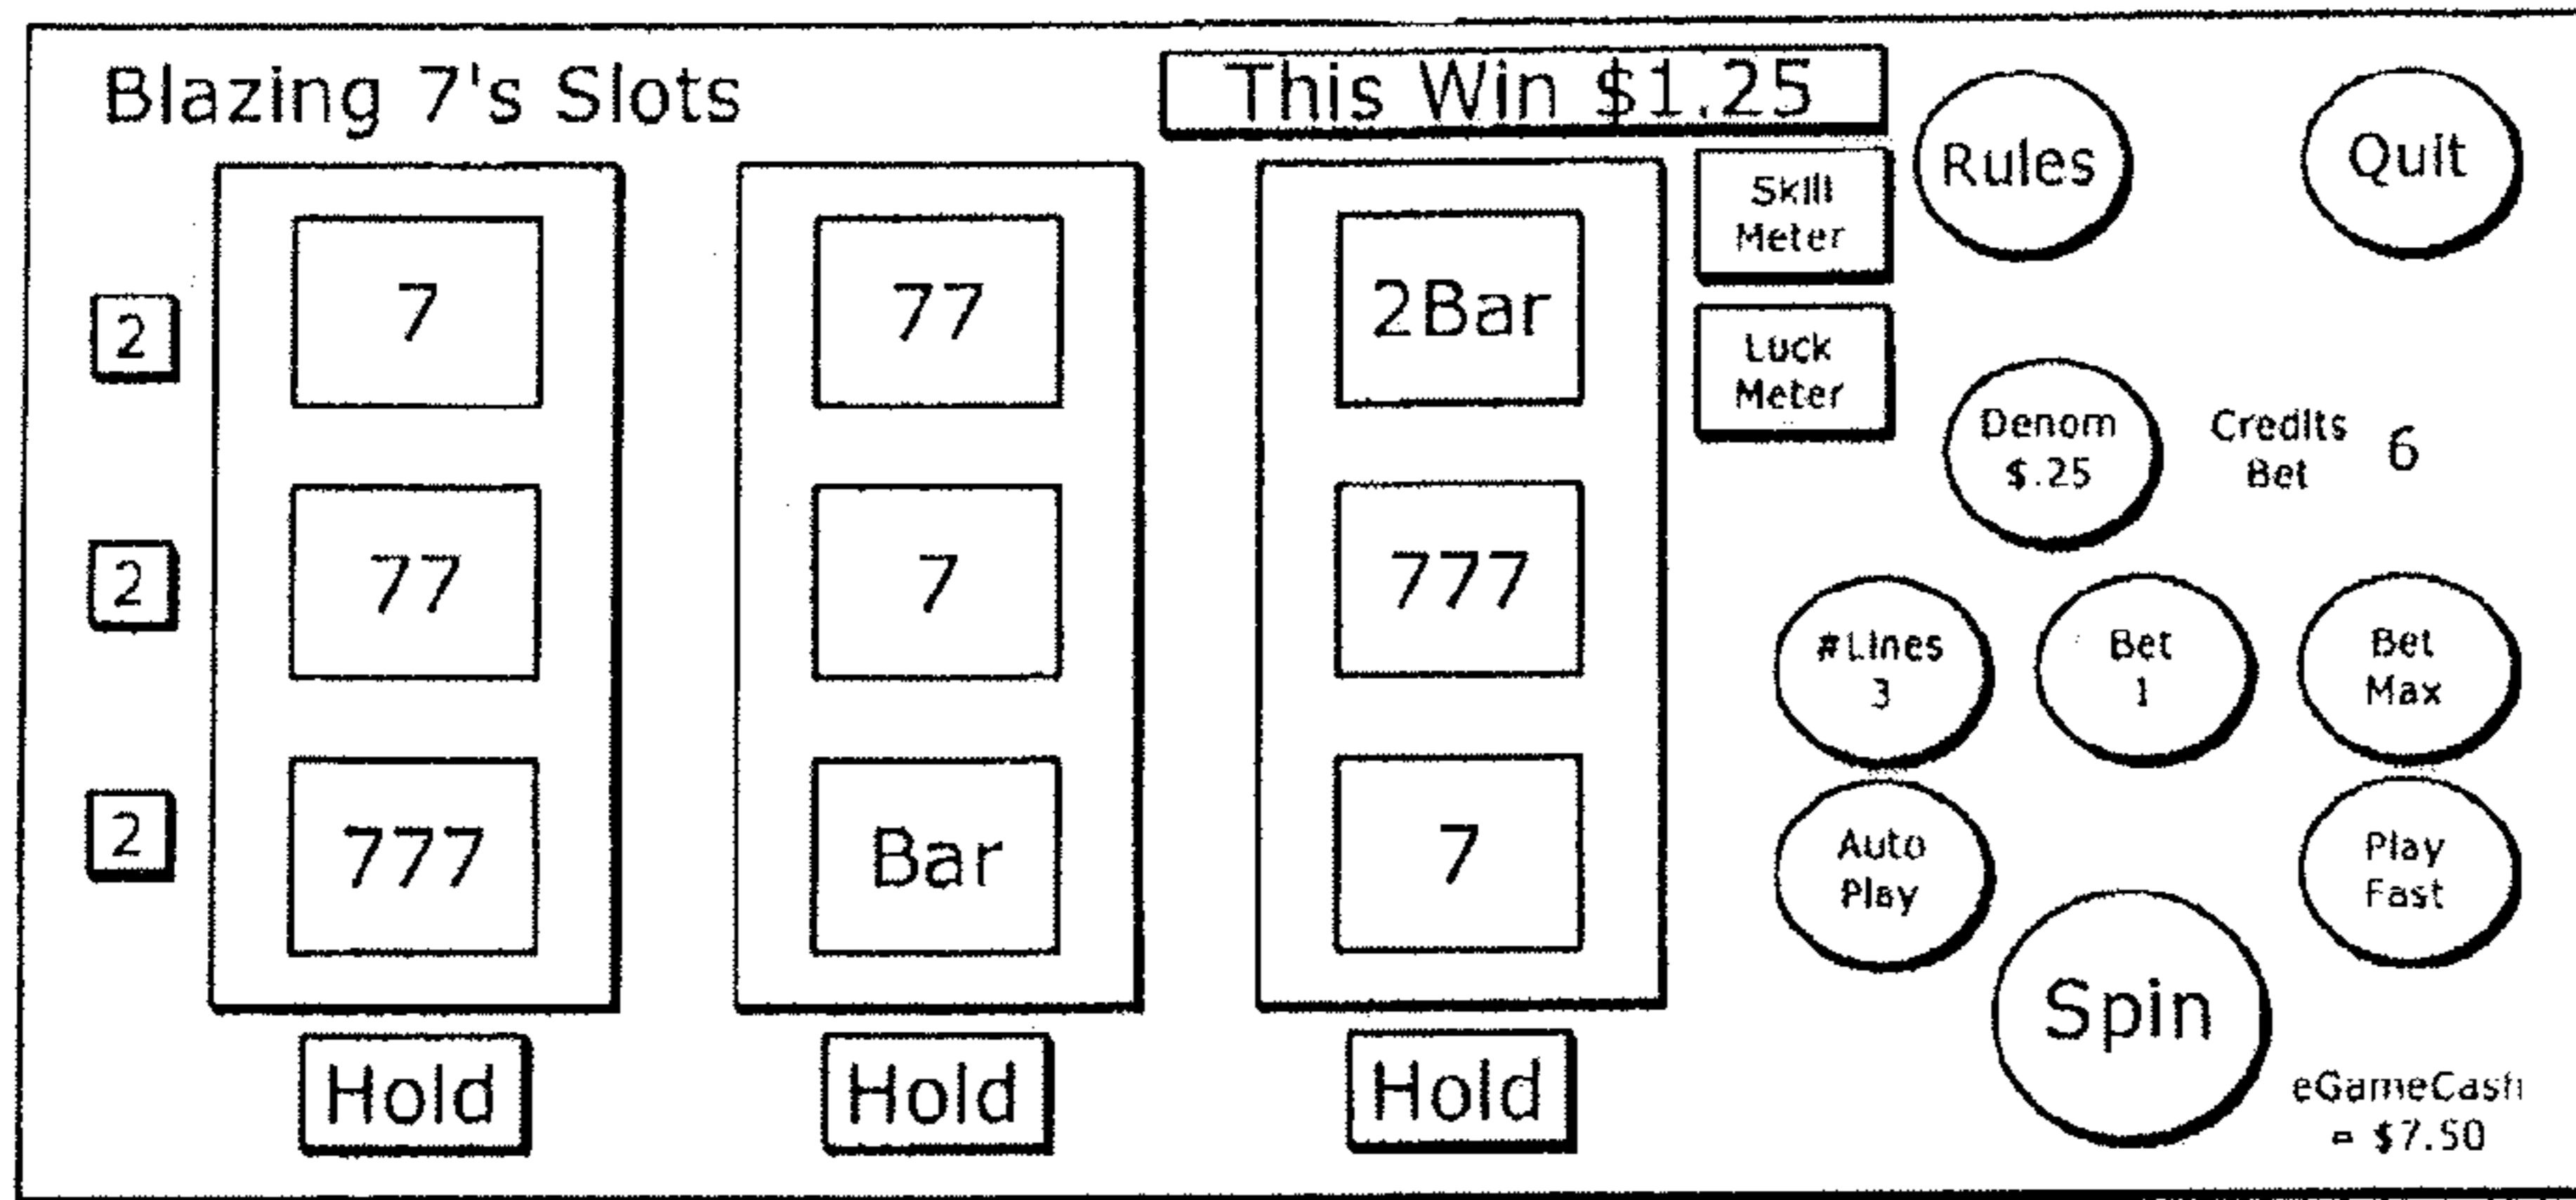 Blazing 7's Slots
This Win $1.25
Rules
Quit
Skill
Meter
Luck
Meter
Denom
$.25
Credits
Bet
6
2
7
77
2Bar
2
77
7
777
2
777
Bar
7
#Lines
3
Bet
1
Bet
Max
Auto
Play
Play
Fast
Spin
Hold
Hold
Hold
eGameCash
= $7.50